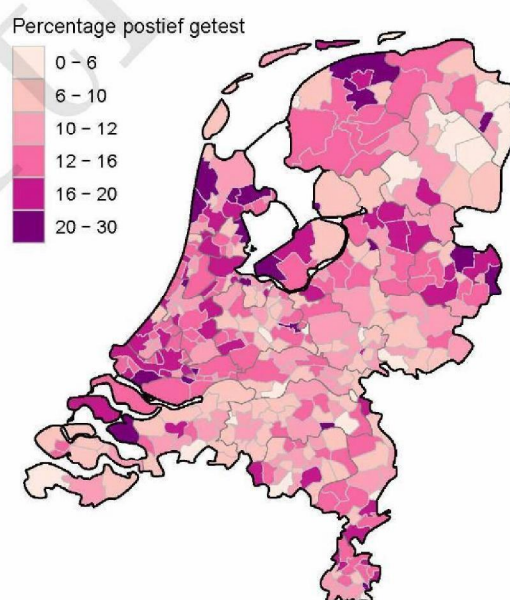 Percentage postief getest
0 – 6
6 – 10
10 – 12
12 – 16
16 – 20
20 – 30